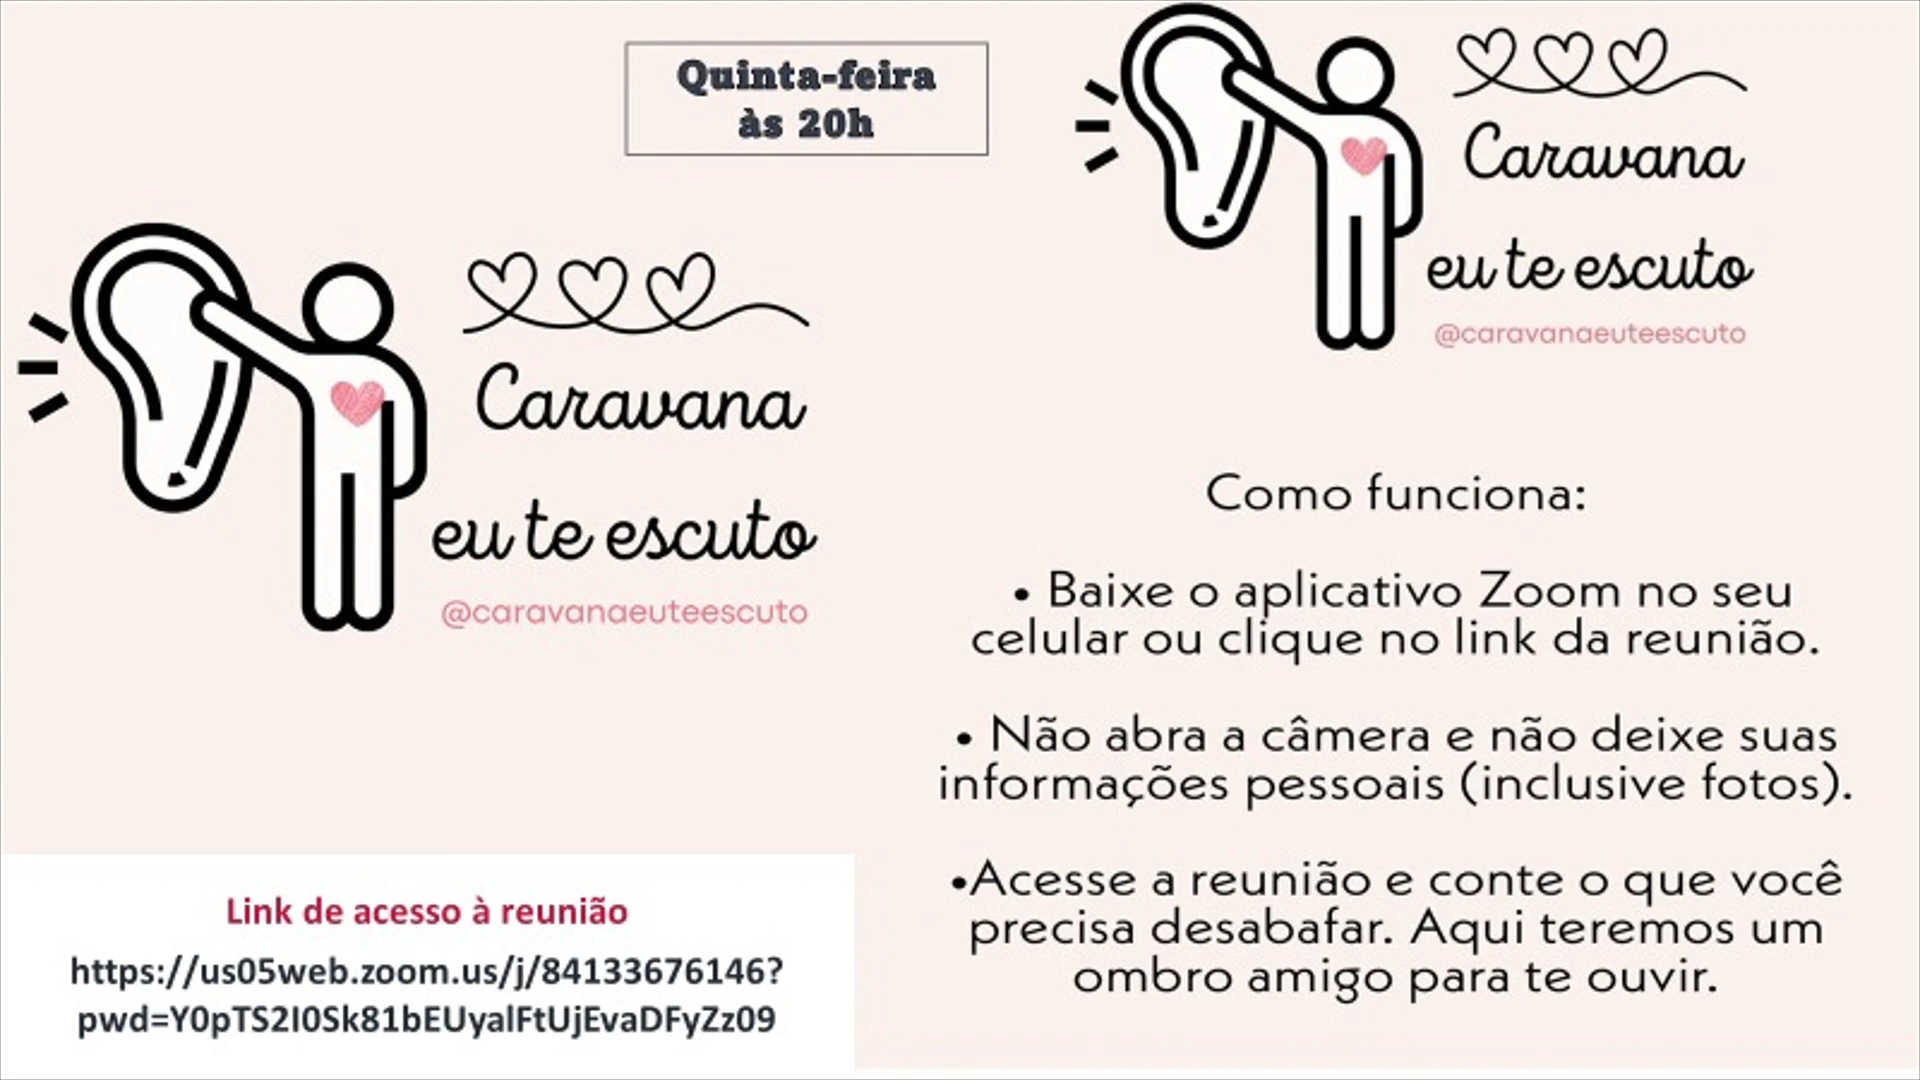 Quinta-feira
às 20h
Caravana
eu te escuto
@caravanaeuteescuto
Link de acesso à reunião
https://us05web.zoom.us/j/84133676146?
pwd=Y0pTS2I0Sk81bEUyalFtUjEvaDFyZz09
Caravana
eu te escuto
@caravanaeuteescuto
Como funciona:
• Baixe o aplicativo Zoom no seu
celular ou clique no link da reunião.
• Não abra a câmera e não deixe suas
informações pessoais (inclusive fotos).
•Acesse a reunião e conte o que você
precisa desabafar. Aqui teremos um
ombro amigo para te ouvir.